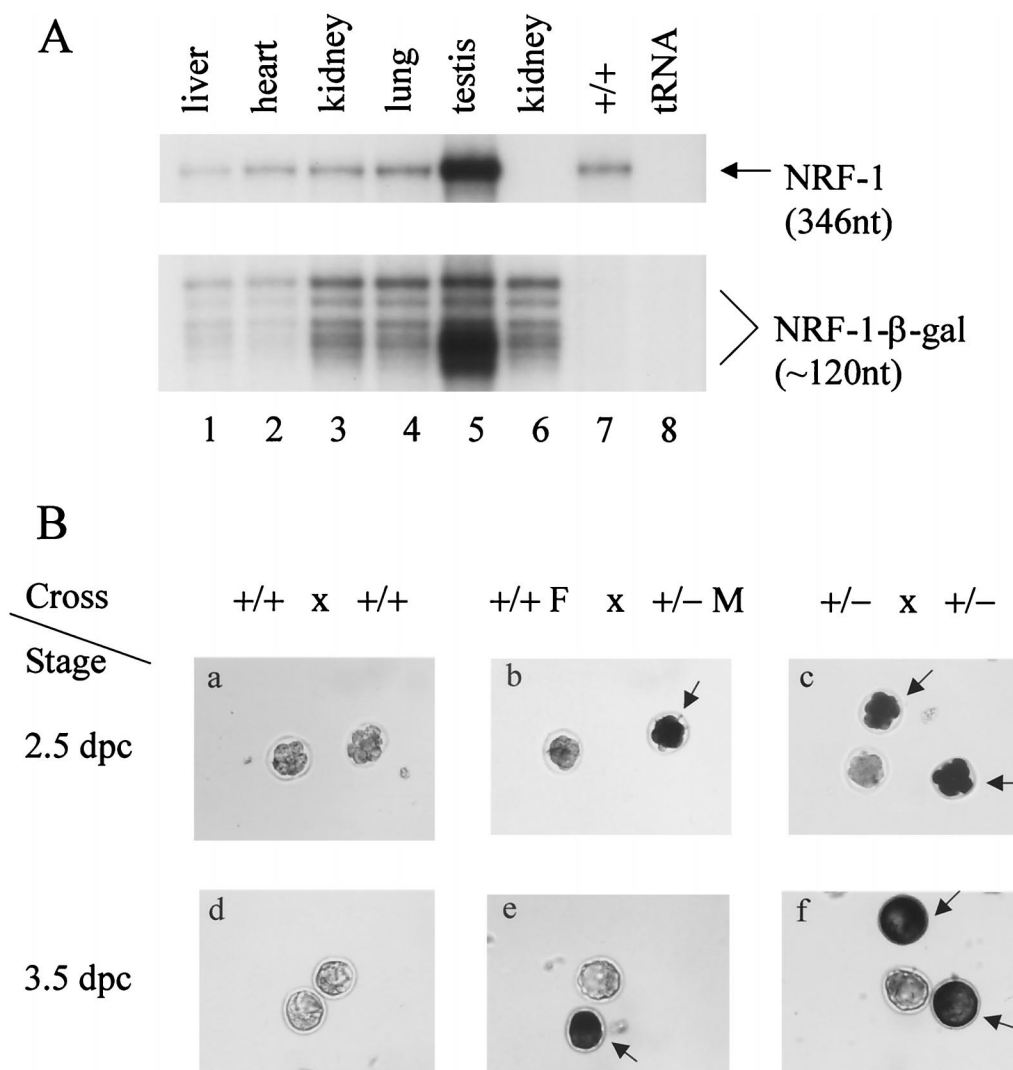 A
liver heart kidney lung testis kidney +/+ tRNA
NRF-1
(346nt)
NRF-1-β-gal
(~120nt)
1 2 3 4 5 6 7 8
B
Cross
+/+ x +/+ +/+ F x +/− M +/− x +/−
Stage
a b c
2.5 dpc
d e f
3.5 dpc